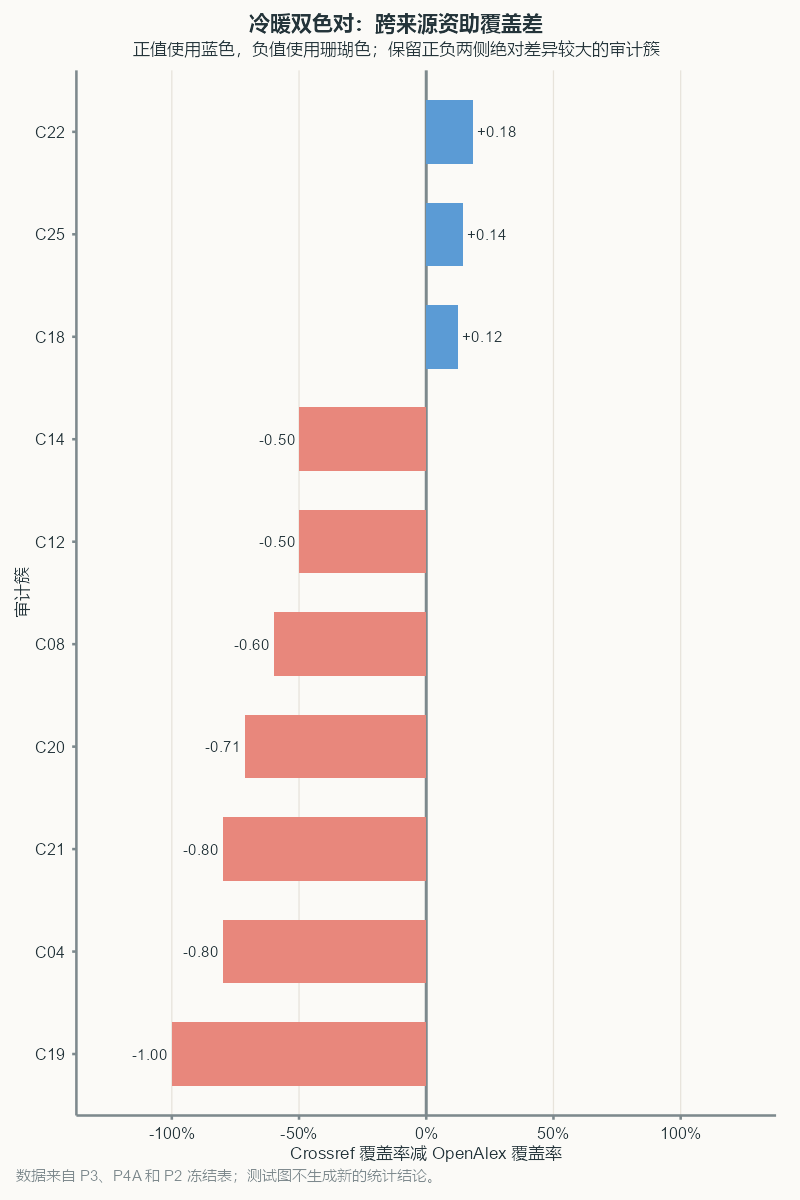 冷暖双色对：跨来源资助覆盖差
正值使用蓝色，负值使用珊瑚色；保留正负两侧绝对差异较大的审计簇
C22 +0.18
C25 +0.14
C18 +0.12
C14 -0.50
C12 -0.50
审计簇
C08 -0.60
C20 -0.71
C21 -0.80
C04 -0.80
C19 -1.00
-100% -50% 0% 50% 100%
Crossref 覆盖率减 OpenAlex 覆盖率
数据来自 P3、P4A 和 P2 冻结表；测试图不生成新的统计结论。